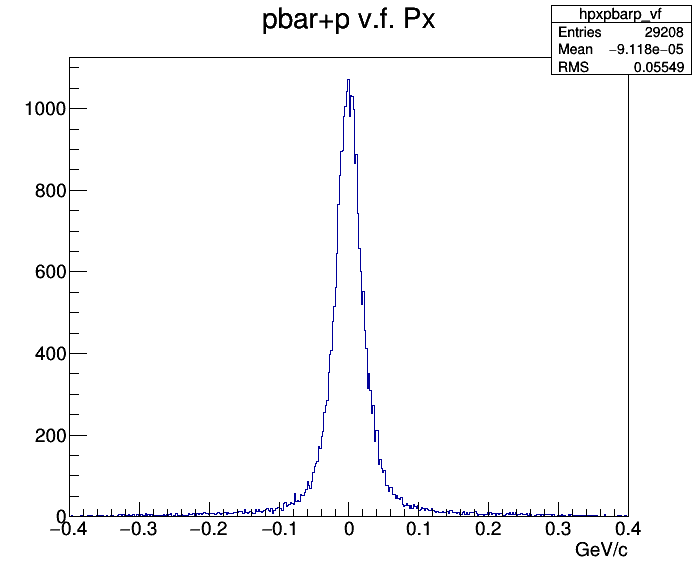 pbar+p v.f. Px
hpxpbarp_vf
Entries 29208
Mean −9.118e−05
RMS 0.05549
1000
800
600
400
200
0
−0.4 −0.3 −0.2 −0.1 0 0.1 0.2 0.3 0.4
GeV/c